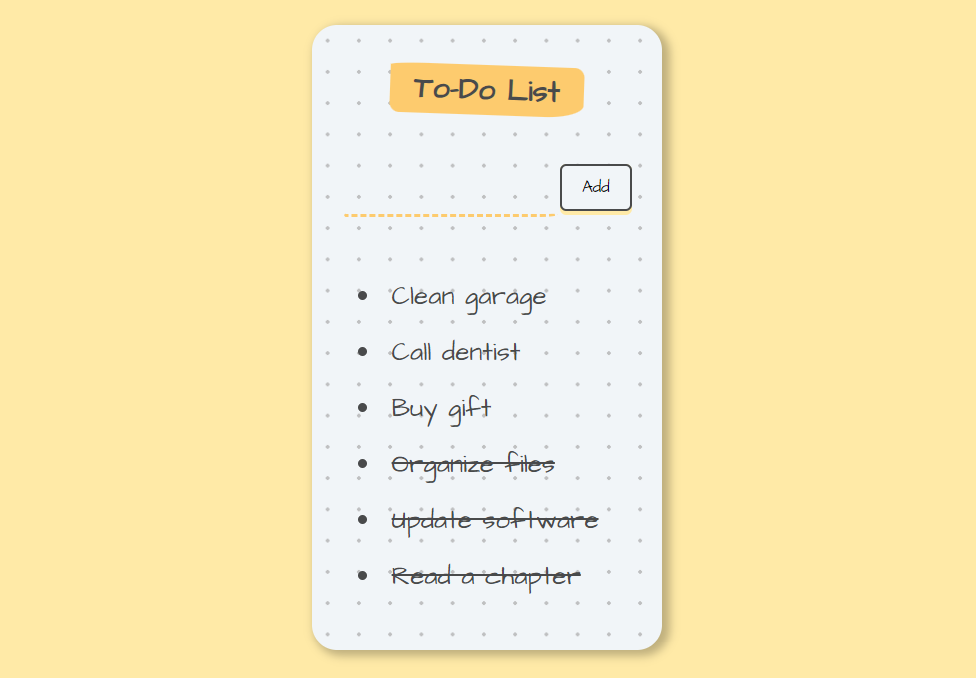 To-Do List
Add
Clean garage
Call dentist
Buy gift
Organize files
Update software
Read a chapter